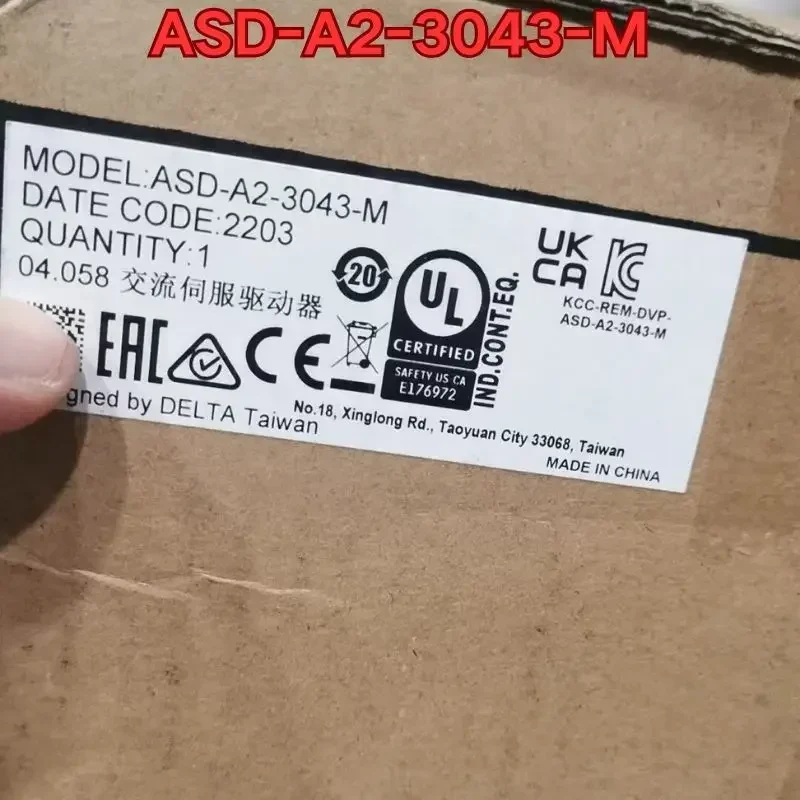 ASD-A2-3043-M
MODEL:ASD-A2-3043-M
DATE CODE:2203
QUANTITY:1
04.058 交流伺服驱动器
20
UL
CERTIFIED
SAFETY US CA
E176972
IND.CONT.EQ.
UK
CA
KC
KCC-REM-DVP-
ASD-A2-3043-M
EAC
CE
gned by DELTA Taiwan
No.18, Xinglong Rd., Taoyuan City 33068, Taiwan
MADE IN CHINA